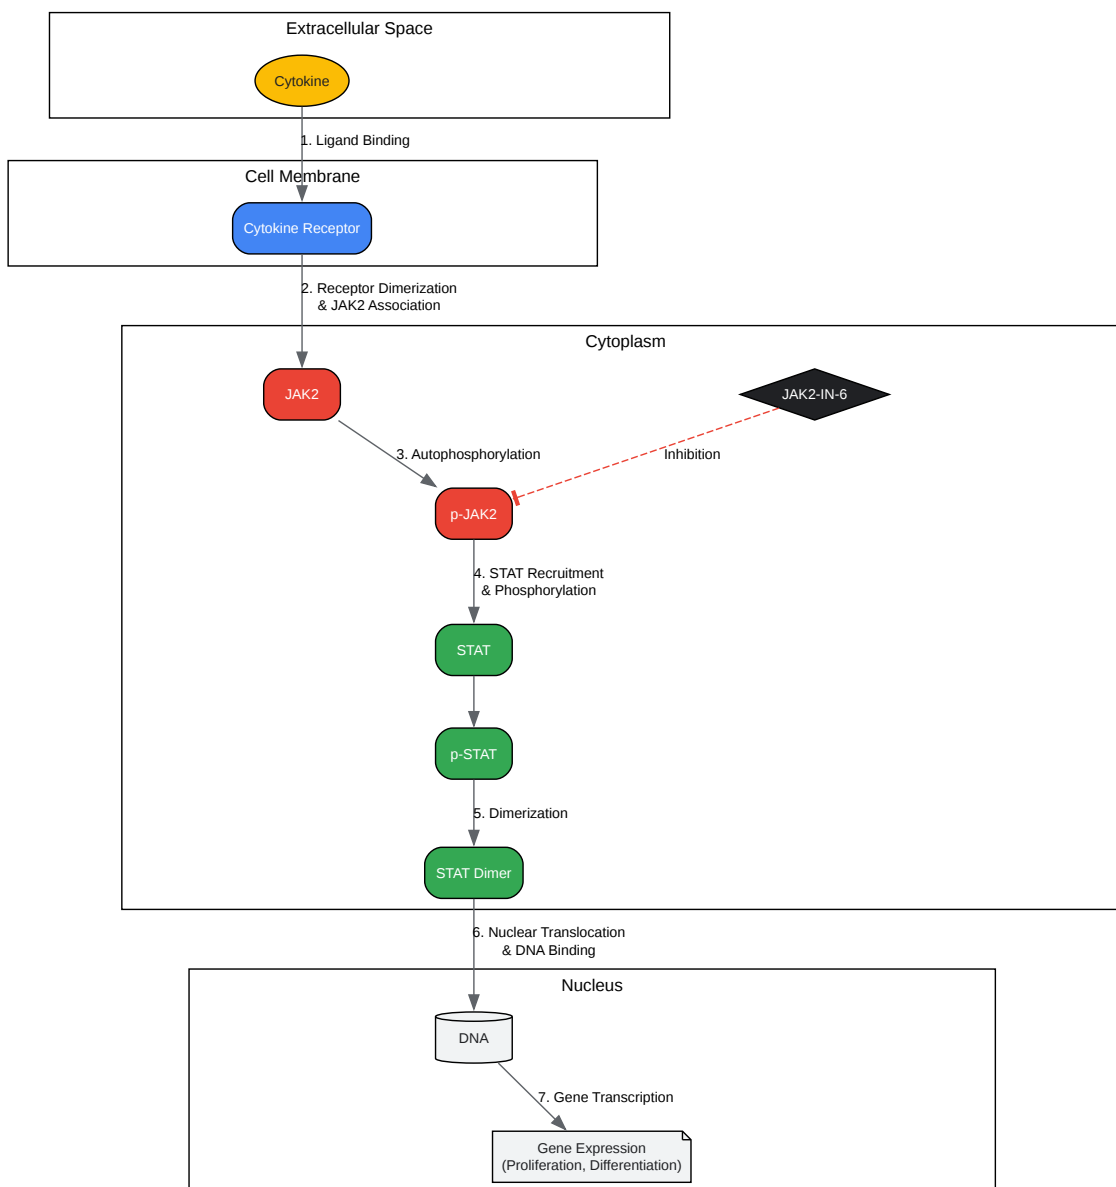 Extracellular Space
Cytokine
1. Ligand Binding
Cell Membrane
Cytokine Receptor
2. Receptor Dimerization
& JAK2 Association
Cytoplasm
JAK2
JAK2-IN-6
3. Autophosphorylation
Inhibition
p-JAK2
4. STAT Recruitment
& Phosphorylation
STAT
p-STAT
5. Dimerization
STAT Dimer
6. Nuclear Translocation
& DNA Binding
Nucleus
DNA
7. Gene Transcription
Gene Expression
(Proliferation, Differentiation)